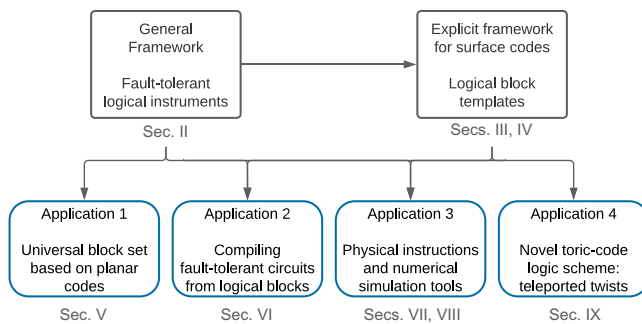 General
Framework
Fault-tolerant
logical instruments
Sec. II
Explicit framework
for surface codes
Logical block
templates
Secs. III, IV
Application 1
Universal block set
based on planar
codes
Sec. V
Application 2
Compiling
fault-tolerant circuits
from logical blocks
Sec. VI
Application 3
Physical instructions
and numerical
simulation tools
Secs. VII, VIII
Application 4
Novel toric-code
logic scheme:
teleported twists
Sec. IX